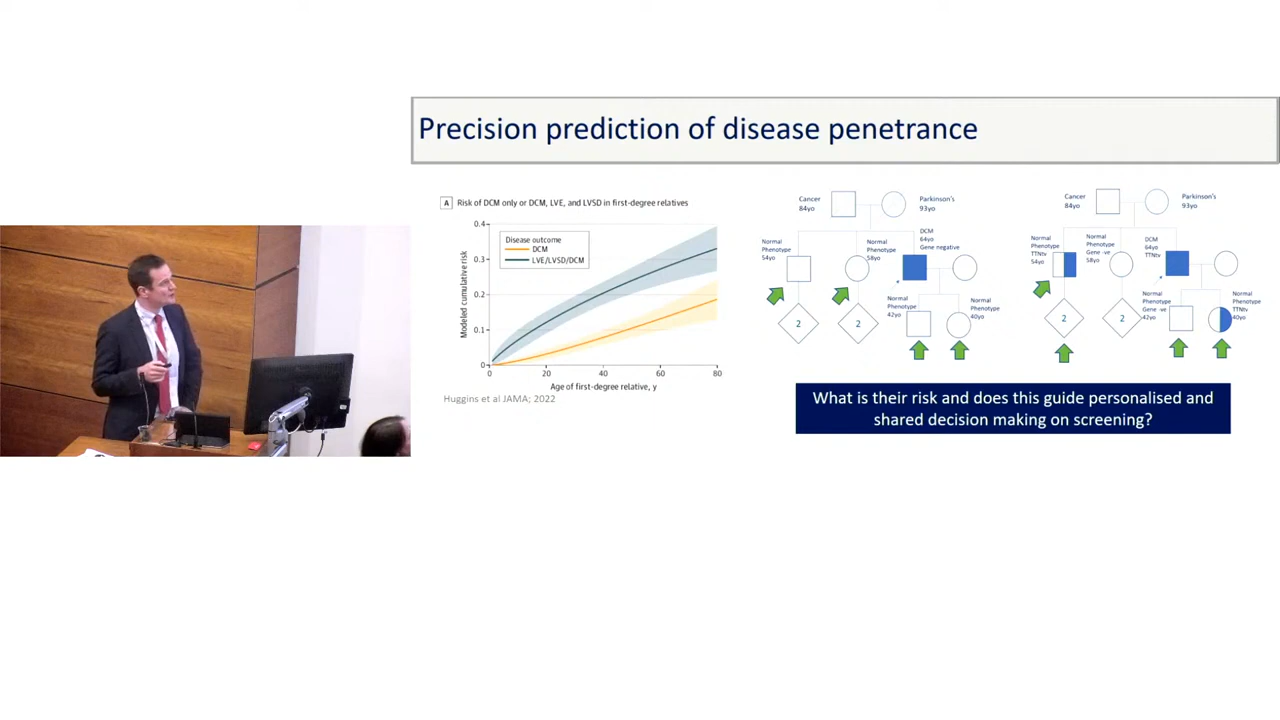 Precision prediction of disease penetrance
A Risk of DCM only or DCM, LVE, and LVSD in first-degree relatives
Disease outcome
DCM
LVE/LVSD/DCM
0.4
0.3
0.2
0.1
0
Modeled cumulative risk
0 20 40 60 80
Age of first-degree relative, y
Huggins et al JAMA; 2022
Cancer
84yo
Parkinson's
93yo
Normal
Phenotype
54yo
Normal
Phenotype
58yo
DCM
64yo
Gene negative
Normal
Phenotype
42yo
Normal
Phenotype
40yo
2
2
Cancer
84yo
Parkinson's
93yo
Normal
Phenotype
TTNtv
54yo
Normal
Phenotype
Gene -ve
58yo
DCM
64yo
TTNtv
Normal
Phenotype
Gene -ve
42yo
Normal
Phenotype
TTNtv
40yo
2
2
What is their risk and does this guide personalised and
shared decision making on screening?